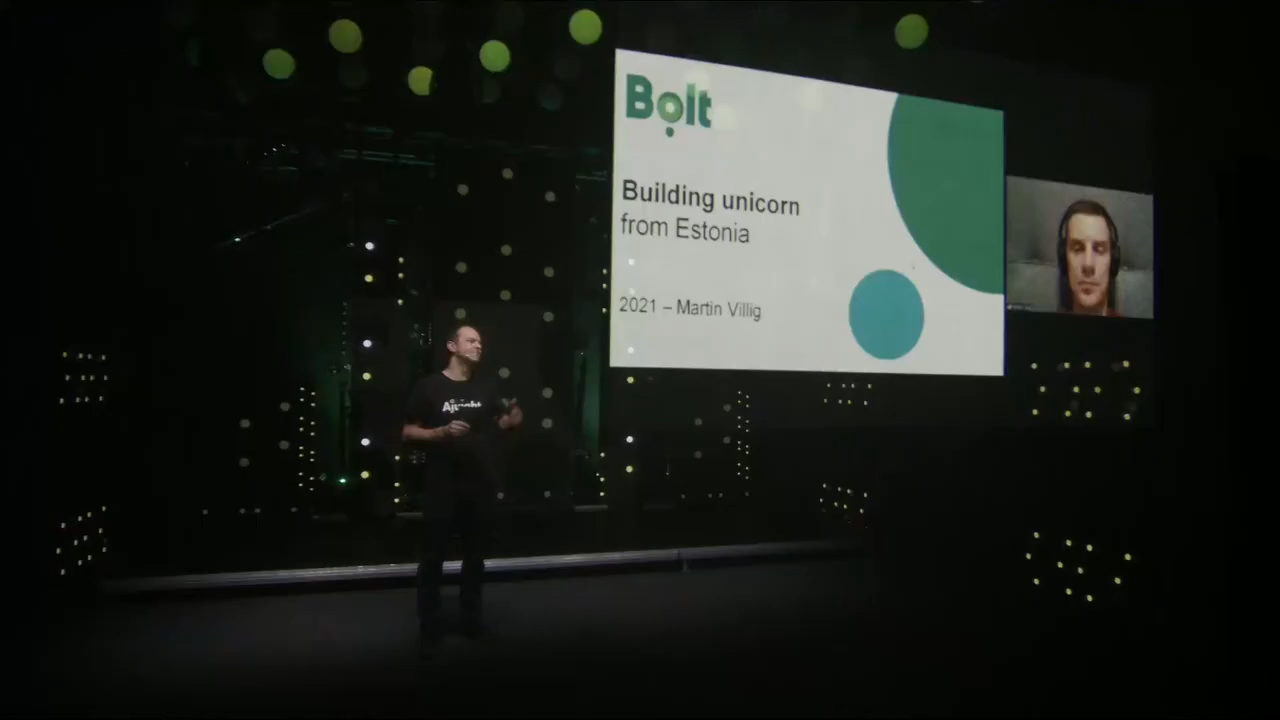 Bolt
Building unicorn
from Estonia
2021 – Martin Villig